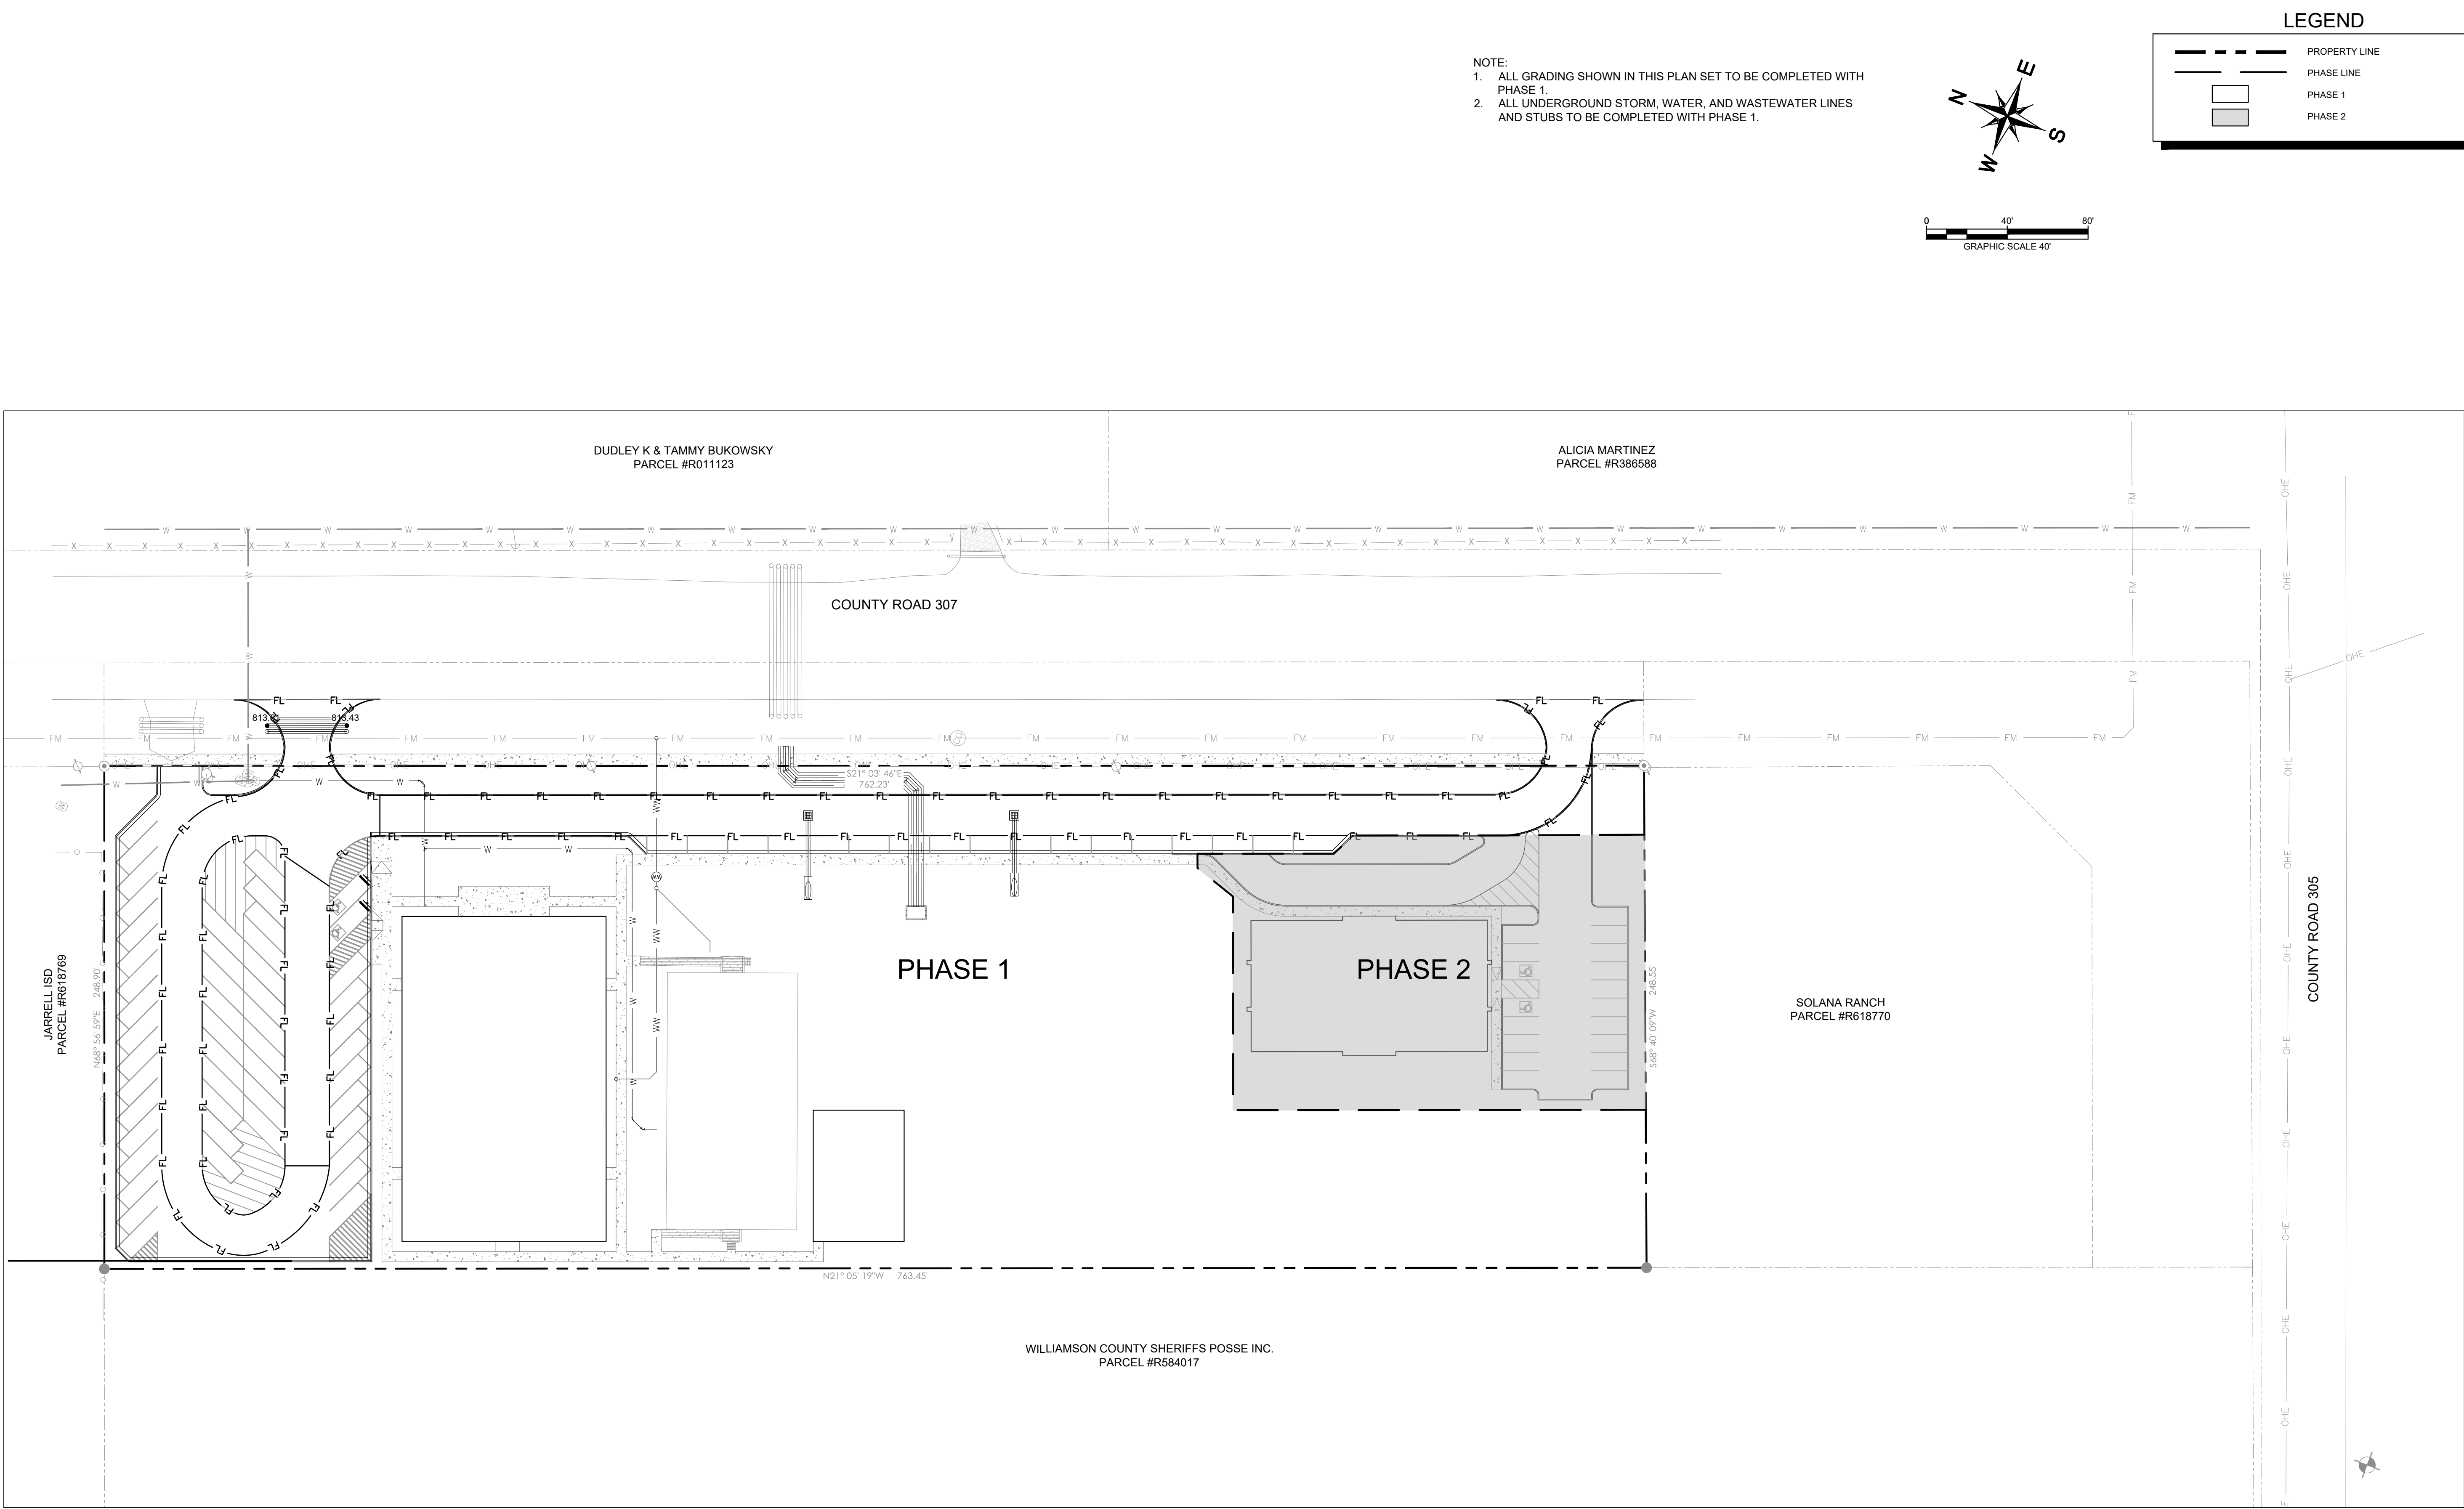 LEGEND
PROPERTY LINE
PHASE LINE
PHASE 1
PHASE 2
NOTE:
1. ALL GRADING SHOWN IN THIS PLAN SET TO BE COMPLETED WITH
PHASE 1.
2. ALL UNDERGROUND STORM, WATER, AND WASTEWATER LINES
AND STUBS TO BE COMPLETED WITH PHASE 1.
N
E
S
W
0 40' 80'
GRAPHIC SCALE 40'
DUDLEY K & TAMMY BUKOWSKY
PARCEL #R011123
ALICIA MARTINEZ
PARCEL #R386588
COUNTY ROAD 307
S21° 03' 46"E
762.23'
PHASE 1
PHASE 2
JARRELL ISD
PARCEL #R618769
N68° 56' 59"E 248.90'
S68° 40' 09"W 248.55'
SOLANA RANCH
PARCEL #R618770
COUNTY ROAD 305
N21° 05' 19"W 763.45'
WILLIAMSON COUNTY SHERIFFS POSSE INC.
PARCEL #R584017